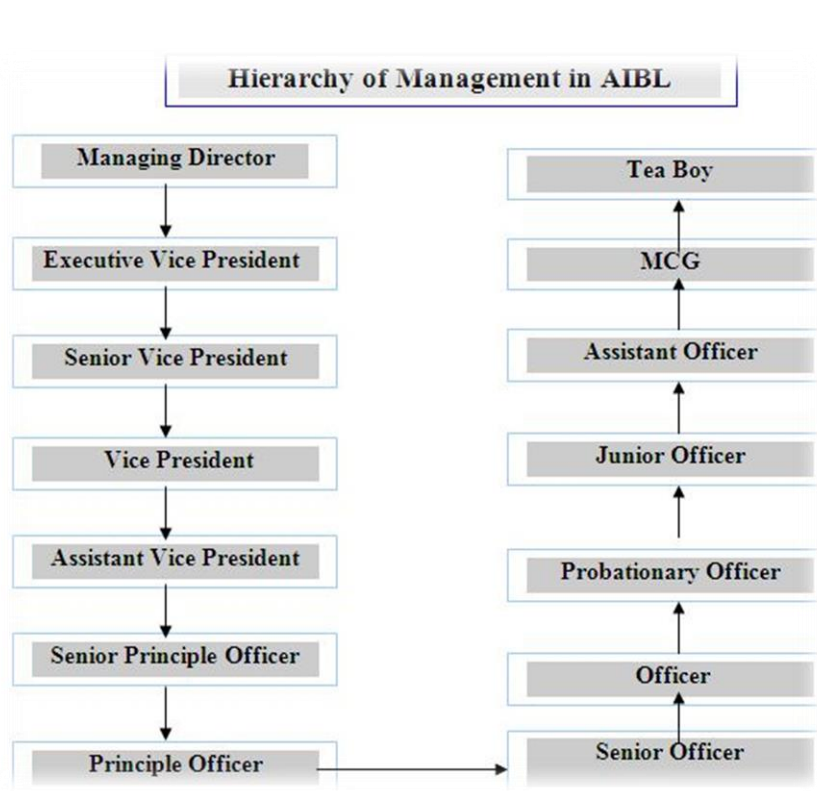 Hierarchy of Management in AIBL
Managing Director
Executive Vice President
Senior Vice President
Vice President
Assistant Vice President
Senior Principle Officer
Principle Officer
Senior Officer
Officer
Probationary Officer
Junior Officer
Assistant Officer
MCG
Tea Boy